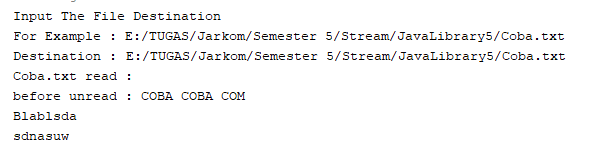 Input The File Destination
For Example : E:/TUGAS/Jarkom/Semester 5/Stream/JavaLibrary5/Coba.txt
Destination : E:/TUGAS/Jarkom/Semester 5/Stream/JavaLibrary5/Coba.txt
Coba.txt read :
before unread : COBA COBA COM
Blablsda
sdnasuw